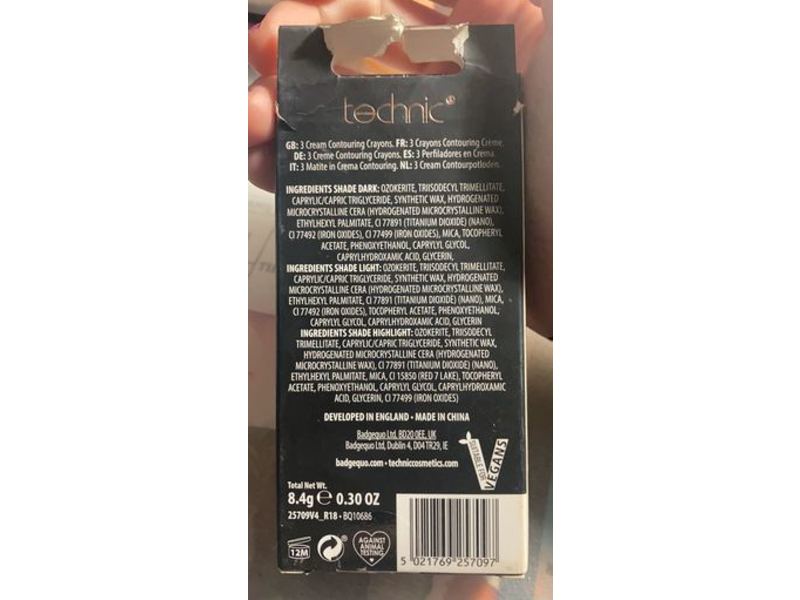 technic®
GB: 3 Cream Contouring Crayons. FR: 3 Crayons Contouring Crème.
DE: 3 Creme Contouring Crayons. ES: 3 Perfiladores en Crema.
IT: 3 Matite in Crema Contouring. NL: 3 Cream Contourpotloden.
INGREDIENTS SHADE DARK: OZOKERITE, TRIISODECYL TRIMELLITATE,
CAPRYLIC/CAPRIC TRIGLYCERIDE, SYNTHETIC WAX, HYDROGENATED
MICROCRYSTALLINE CERA (HYDROGENATED MICROCRYSTALLINE WAX),
ETHYLHEXYL PALMITATE, CI 77891 (TITANIUM DIOXIDE) (NANO),
CI 77492 (IRON OXIDES), CI 77499 (IRON OXIDES), MICA, TOCOPHERYL
ACETATE, PHENOXYETHANOL, CAPRYLYL GLYCOL,
CAPRYLHYDROXAMIC ACID, GLYCERIN,
INGREDIENTS SHADE LIGHT: OZOKERITE, TRIISODECYL TRIMELLITATE,
CAPRYLIC/CAPRIC TRIGLYCERIDE, SYNTHETIC WAX, HYDROGENATED
MICROCRYSTALLINE CERA (HYDROGENATED MICROCRYSTALLINE WAX),
ETHYLHEXYL PALMITATE, CI 77891 (TITANIUM DIOXIDE) (NANO), MICA,
CI 77492 (IRON OXIDES), TOCOPHERYL ACETATE, PHENOXYETHANOL,
CAPRYLYL GLYCOL, CAPRYLHYDROXAMIC ACID, GLYCERIN
INGREDIENTS SHADE HIGHLIGHT: OZOKERITE, TRIISODECYL
TRIMELLITATE, CAPRYLIC/CAPRIC TRIGLYCERIDE, SYNTHETIC WAX,
HYDROGENATED MICROCRYSTALLINE CERA (HYDROGENATED
MICROCRYSTALLINE WAX), CI 77891 (TITANIUM DIOXIDE) (NANO),
ETHYLHEXYL PALMITATE, MICA, CI 15850 (RED 7 LAKE), TOCOPHERYL
ACETATE, PHENOXYETHANOL, CAPRYLYL GLYCOL, CAPRYLHYDROXAMIC
ACID, GLYCERIN, CI 77499 (IRON OXIDES)
DEVELOPED IN ENGLAND • MADE IN CHINA
Badgequo Ltd, BD20 0EE, UK
Badgequo Ltd, Dublin 4, D04 TR29, IE
badgequo.com • techniccosmetics.com
SUITABLE FOR
VEGANS
Total Net Wt.
8.4g ℮ 0.30 OZ
25709V4_R18 • BQ10686
12M
AGAINST
ANIMAL
TESTING
5 021769 257097